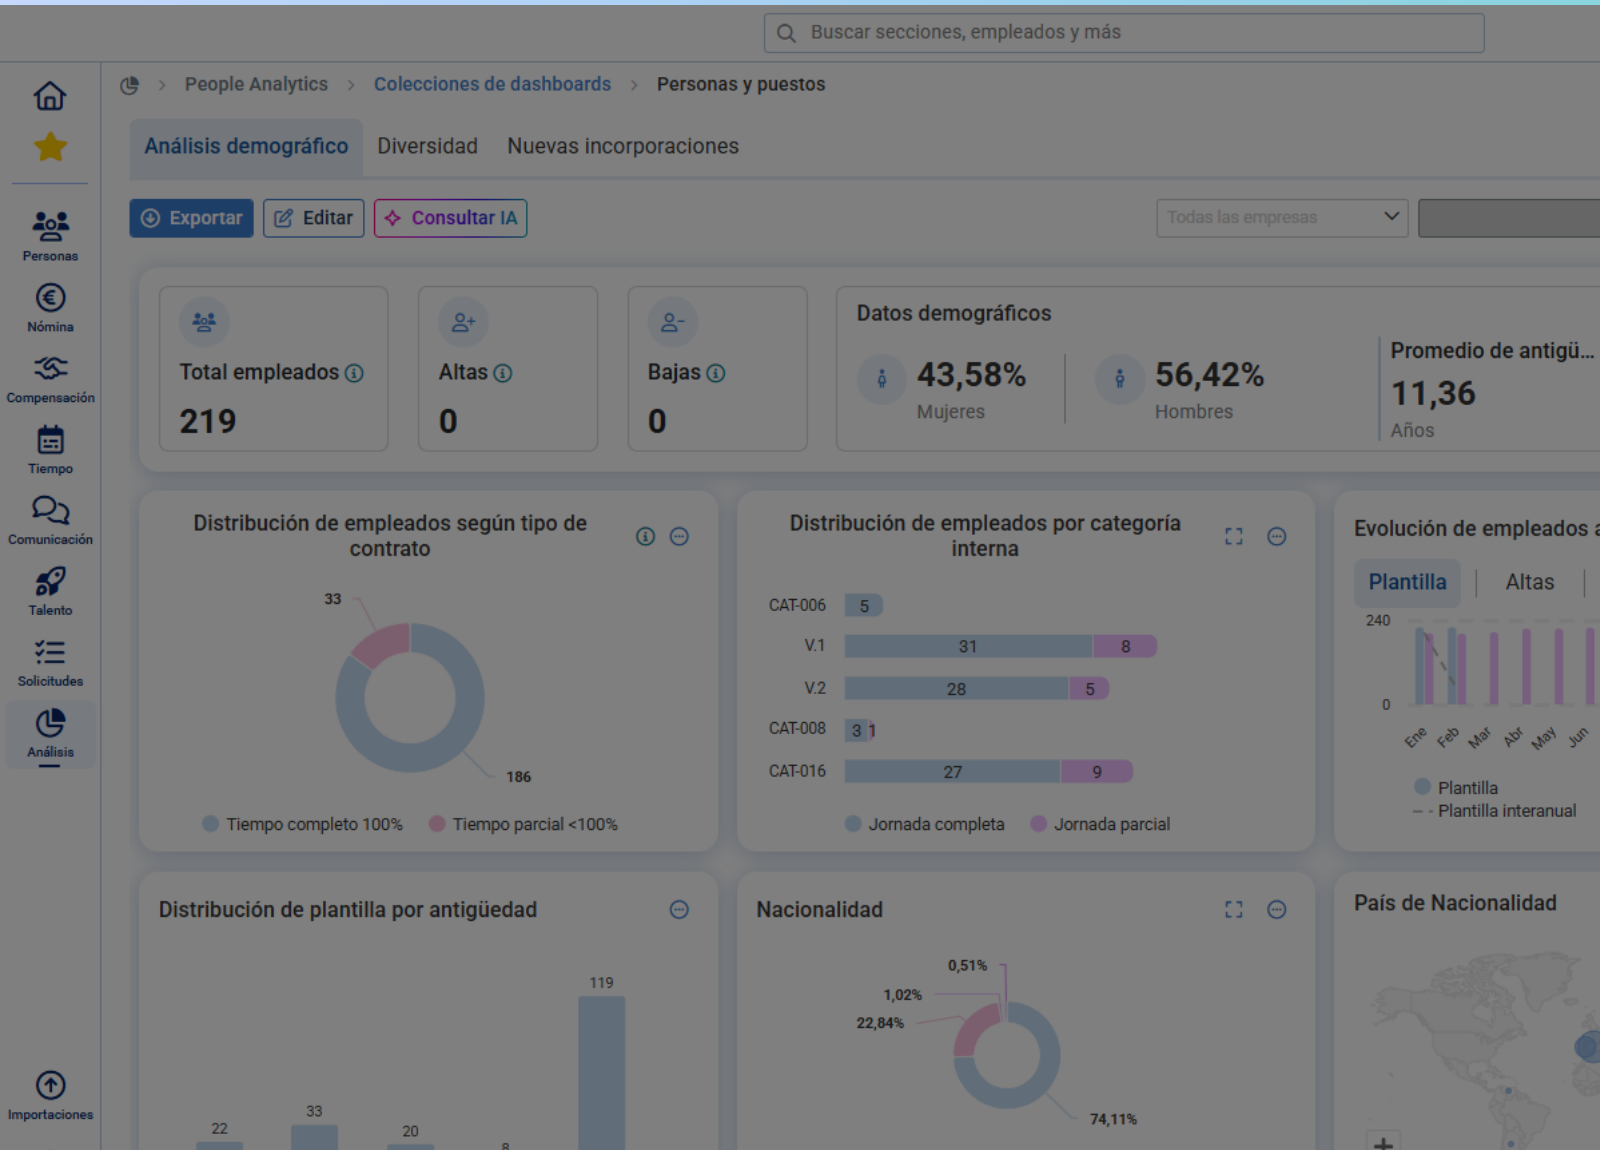 Buscar secciones, empleados y más
People Analytics
Colecciones de dashboards
Personas y puestos
Análisis demográfico
Diversidad
Nuevas incorporaciones
Exportar
Editar
Consultar IA
Todas las empresas
Personas
Nómina
Compensación
Tiempo
Comunicación
Talento
Solicitudes
Análisis
Importaciones
Total empleados
219
Altas
0
Bajas
0
Datos demográficos
43,58%
Mujeres
56,42%
Hombres
Promedio de antigü...
11,36
Años
Distribución de empleados según tipo de
contrato
33
186
Tiempo completo 100%
Tiempo parcial <100%
Distribución de empleados por categoría
interna
CAT-006
5
V.1
31
8
V.2
28
5
CAT-008
3
1
CAT-016
27
9
Jornada completa
Jornada parcial
Evolución de empleados a
Plantilla
Altas
240
0
Ene
Feb
Mar
Abr
May
Jun
Plantilla
Plantilla interanual
Distribución de plantilla por antigüedad
22
33
20
8
119
Nacionalidad
0,51%
1,02%
22,84%
74,11%
País de Nacionalidad
+